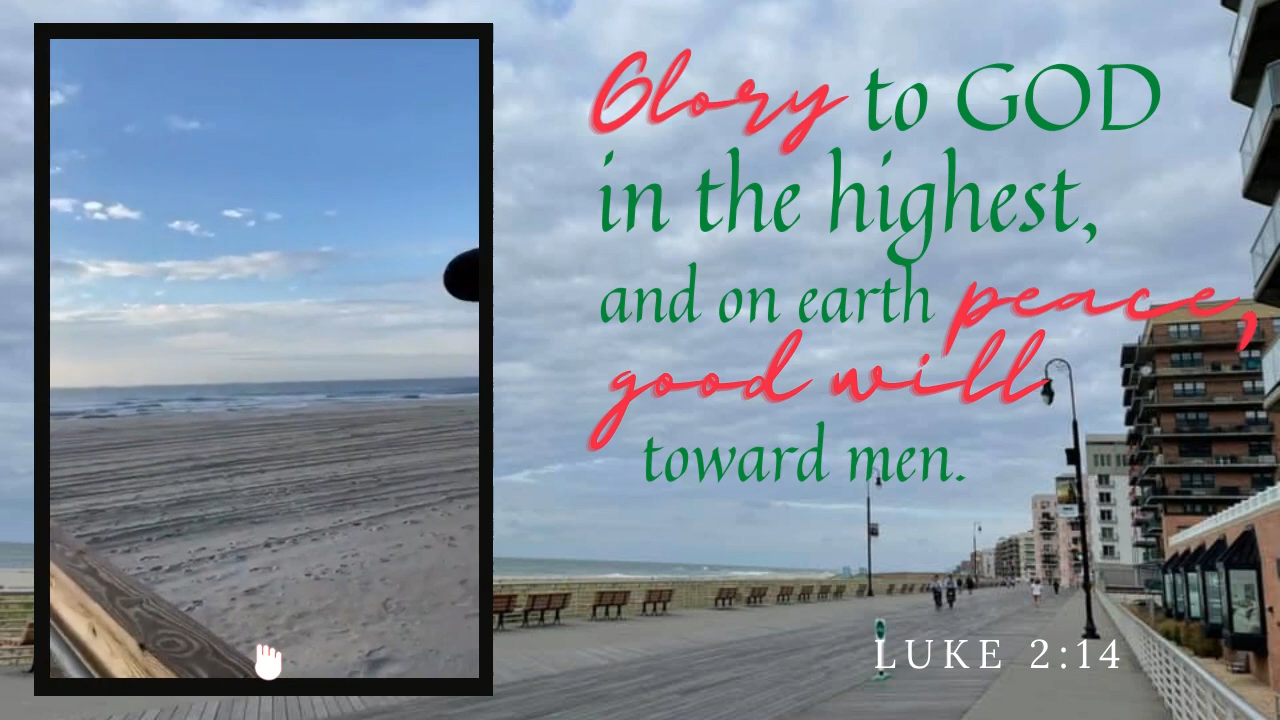 Glory to GOD
in the highest,
and on earth peace,
good will
toward men.
LUKE 2:14